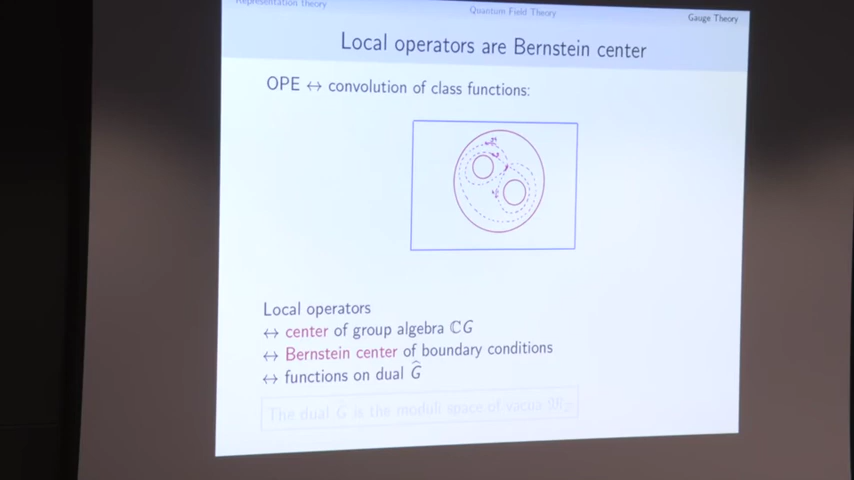 Representation theory
Quantum Field Theory
Gauge Theory
Local operators are Bernstein center
OPE ↔ convolution of class functions:
Local operators
↔ center of group algebra ℂG
↔ Bernstein center of boundary conditions
↔ functions on dual Ĝ
The dual Ĝ is the moduli space of vacua